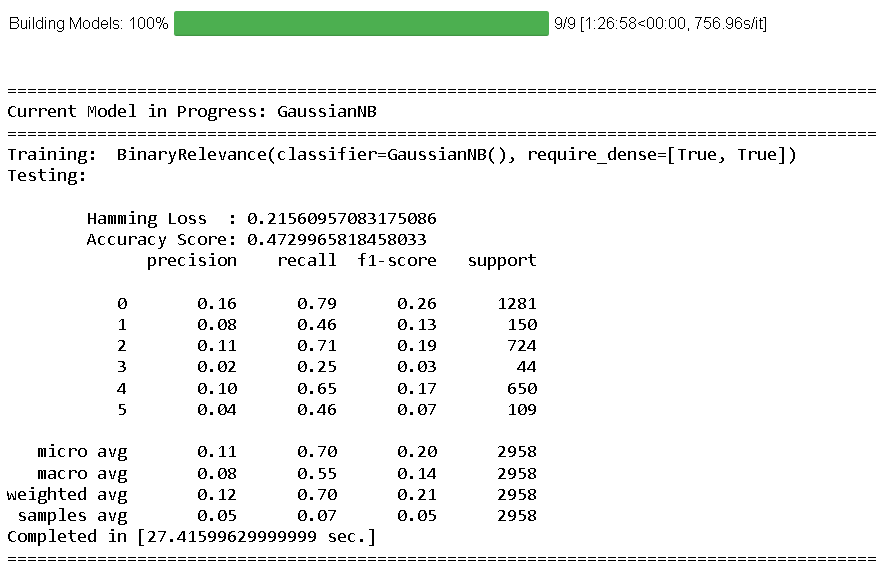 Building Models: 100% 9/9 [1:26:58<00:00, 756.96s/it]
=======================================================================================
Current Model in Progress: GaussianNB
=======================================================================================
Training:  BinaryRelevance(classifier=GaussianNB(), require_dense=[True, True])
Testing:
Hamming Loss  : 0.21560957083175086
Accuracy Score: 0.4729965818458033
precision    recall  f1-score   support
0       0.16      0.79      0.26      1281
1       0.08      0.46      0.13       150
2       0.11      0.71      0.19       724
3       0.02      0.25      0.03        44
4       0.10      0.65      0.17       650
5       0.04      0.46      0.07       109
micro avg       0.11      0.70      0.20      2958
macro avg       0.08      0.55      0.14      2958
weighted avg       0.12      0.70      0.21      2958
samples avg       0.05      0.07      0.05      2958
Completed in [27.41599629999999 sec.]
=======================================================================================